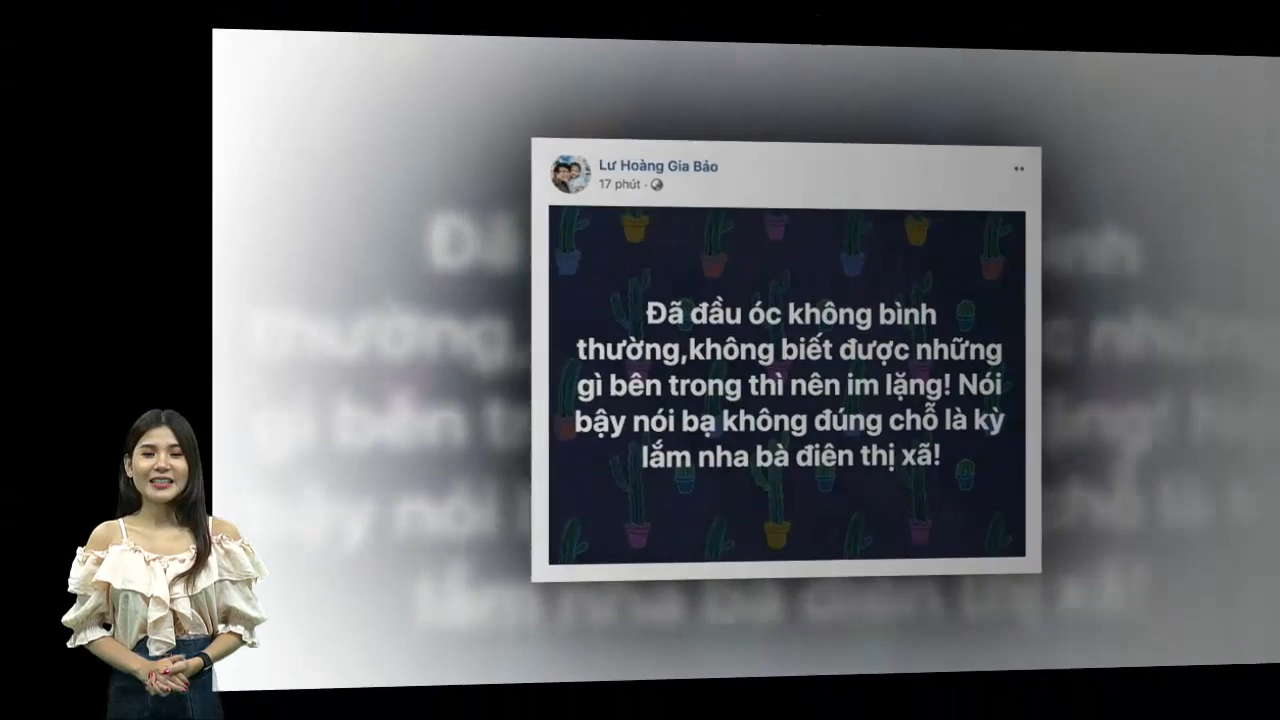 Lư Hoàng Gia Bảo
17 phút ·
Đã đầu óc không bình
thường,không biết được những
gì bên trong thì nên im lặng! Nói
bậy nói bạ không đúng chỗ là kỳ
lắm nha bà điên thị xã!